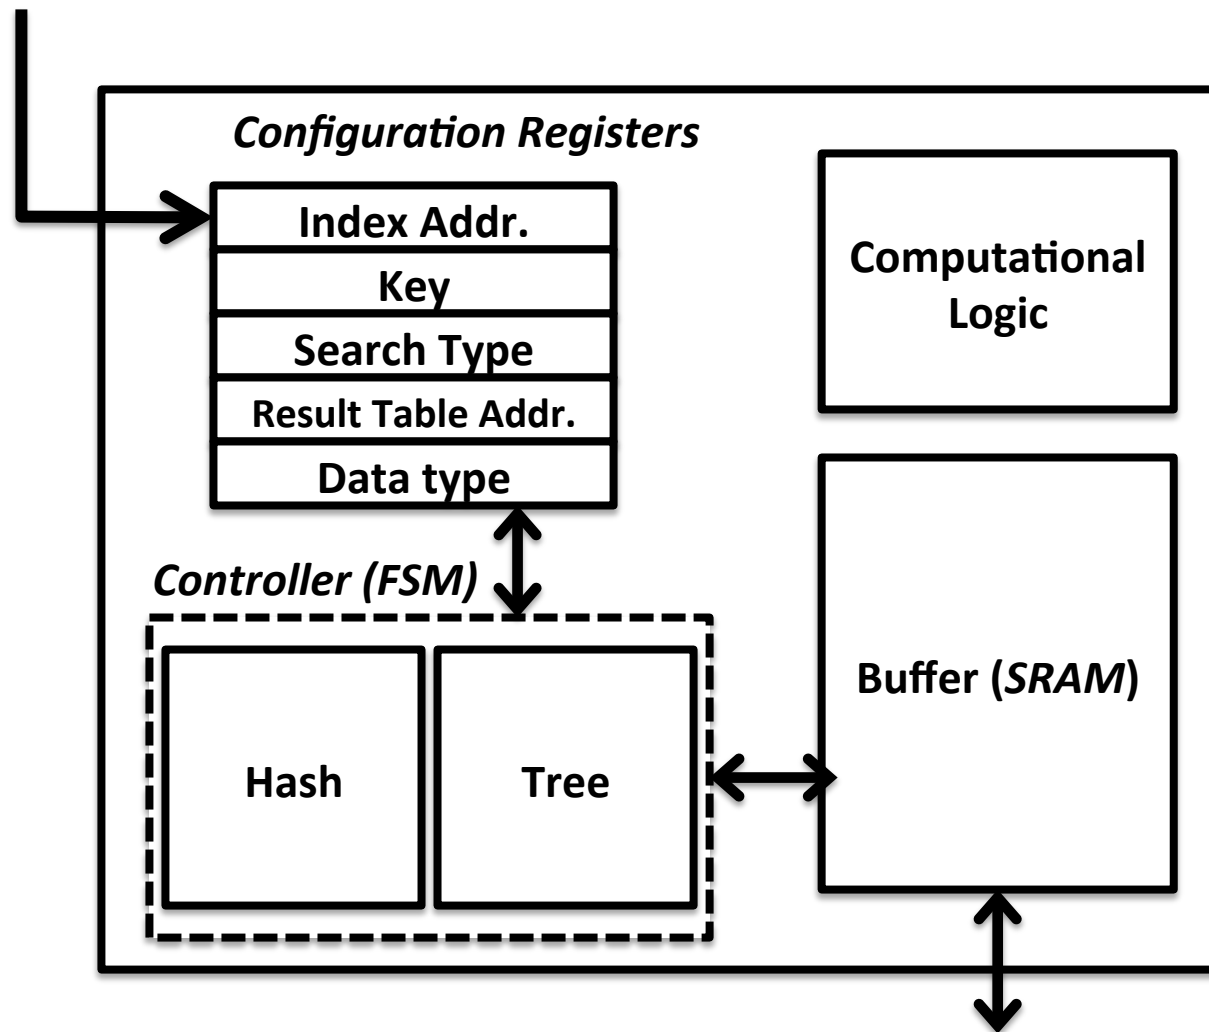 Configuration Registers
Index Addr.
Key
Search Type
Result Table Addr.
Data type
Computational
Logic
Controller (FSM)
Hash
Tree
Buffer (SRAM)